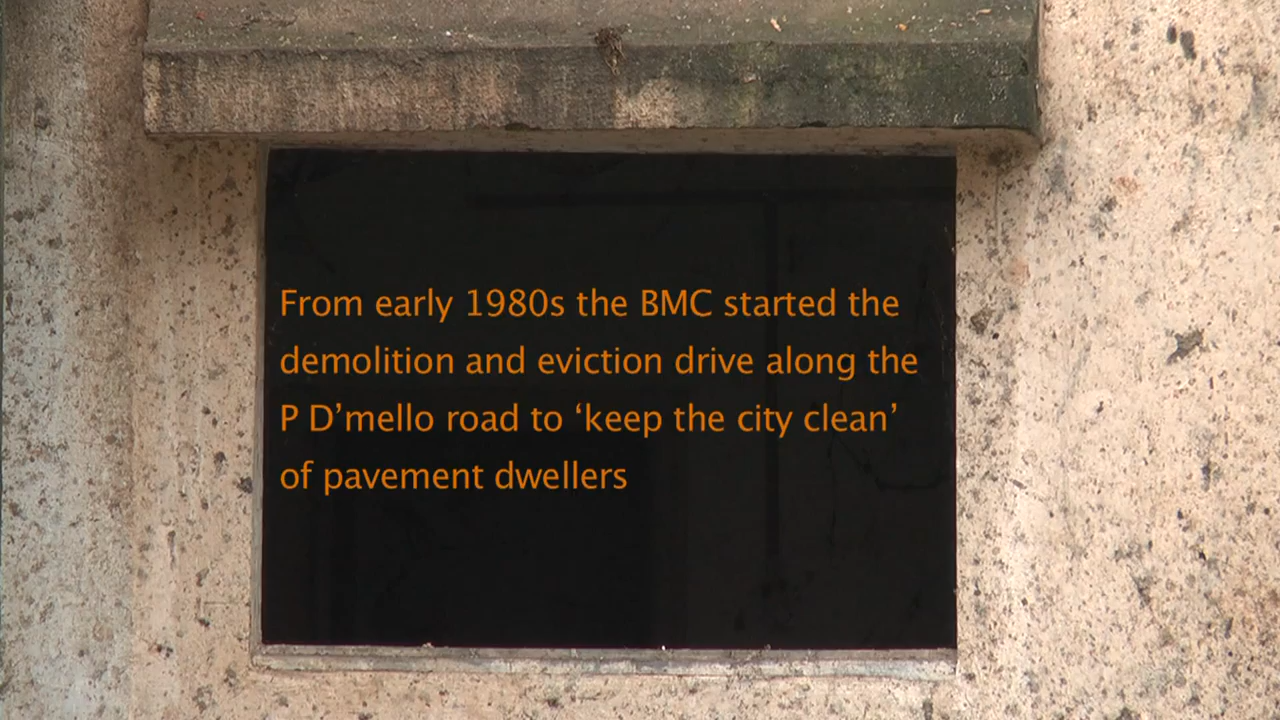 From early 1980s the BMC started the
demolition and eviction drive along the
P D’mello road to ‘keep the city clean’
of pavement dwellers